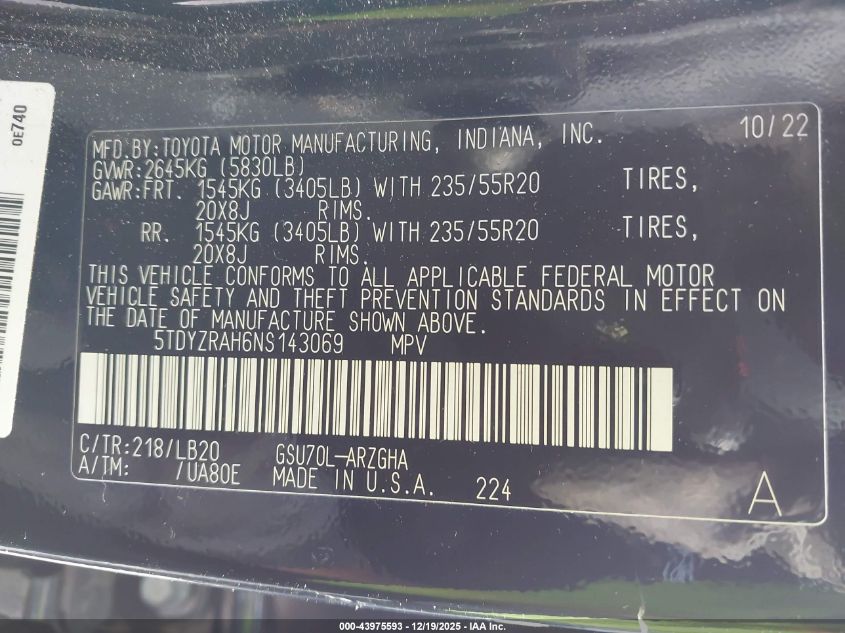 0E740
10/22
MFD.BY:TOYOTA MOTOR MANUFACTURING, INDIANA, INC.
GVWR:2645KG (5830LB)
GAWR:FRT. 1545KG (3405LB) WITH 235/55R20 TIRES,
20X8J RIMS.
RR. 1545KG (3405LB) WITH 235/55R20 TIRES,
20X8J RIMS.
THIS VEHICLE CONFORMS TO ALL APPLICABLE FEDERAL MOTOR
VEHICLE SAFETY AND THEFT PREVENTION STANDARDS IN EFFECT ON
THE DATE OF MANUFACTURE SHOWN ABOVE.
5TDYZRAH6NS143069 MPV
C/TR:218/LB20 GSU70L-ARZGHA
A/TM: /UA80E MADE IN U.S.A. 224
A
000-43975593 - 12/19/2025 - IAA Inc.